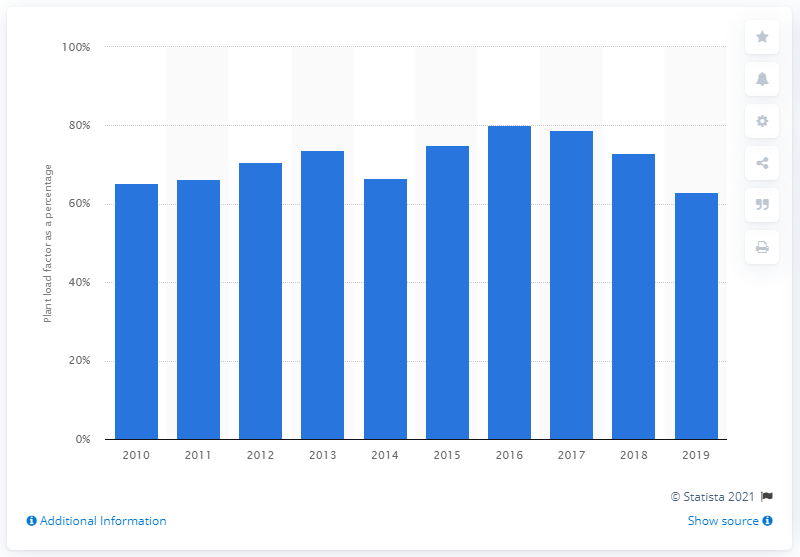 100%
80%
60%
40%
20%
0%
Plant load factor as a percentage
2010 2011 2012 2013 2014 2015 2016 2017 2018 2019
© Statista 2021
Additional Information Show source